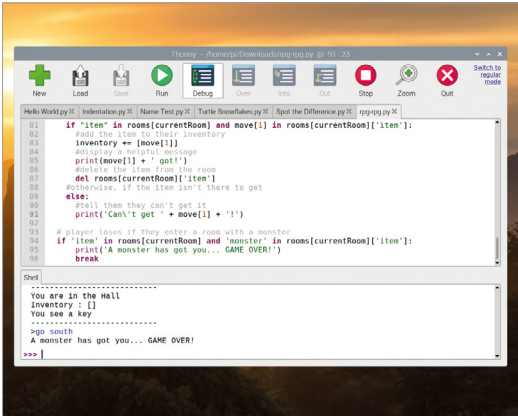 Thonny - /home/pi/Downloads/rpg-rpg.py @ 91 : 23
New Load Save Run Debug Over Into Out Stop Zoom Quit
Switch to
regular
mode
Hello World.py Indentation.py Name Test.py Turtle Snowflakes.py Spot the Difference.py rpg-rpg.py
81 if "item" in rooms[currentRoom] and move[1] in rooms[currentRoom]['item']:
82 #add the item to their inventory
83 inventory += [move[1]]
84 #display a helpful message
85 print(move[1] + ' got!')
86 #delete the item from the room
87 del rooms[currentRoom]['item']
88 #otherwise, if the item isn't there to get
89 else:
90 #tell them they can't get it
91 print('Can\'t get ' + move[1] + '!')
92
93 # player loses if they enter a room with a monster
94 if 'item' in rooms[currentRoom] and 'monster' in rooms[currentRoom]['item']:
95 print('A monster has got you... GAME OVER!')
96 break
Shell
---------------------------
You are in the Hall
Inventory : []
You see a key
---------------------------
>go south
A monster has got you... GAME OVER!
>>>